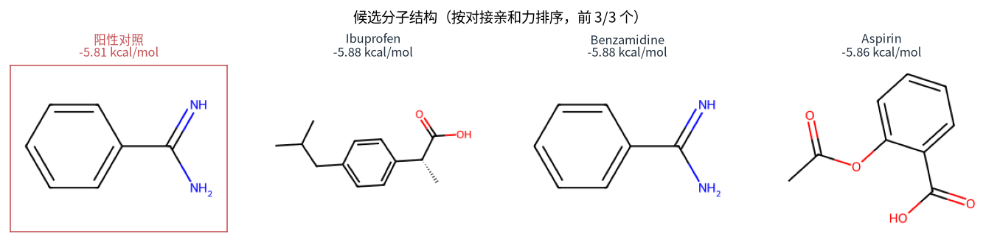 候选分子结构（按对接亲和力排序，前 3/3 个）
阳性对照
-5.81 kcal/mol
Ibuprofen
-5.88 kcal/mol
Benzamidine
-5.88 kcal/mol
Aspirin
-5.86 kcal/mol
NH
NH2
O
OH
NH
NH2
O
O
HO
O